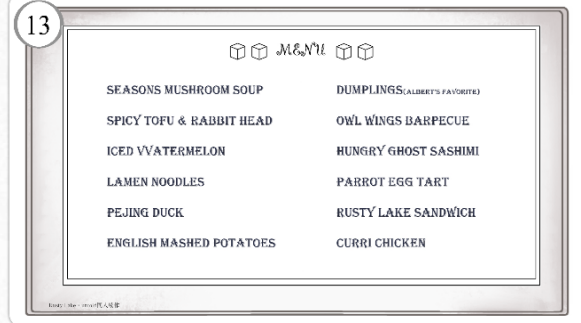 13
MENU
SEASONS MUSHROOM SOUP
SPICY TOFU & RABBIT HEAD
ICED VVATERMELON
LAMEN NOODLES
PEJING DUCK
ENGLISH MASHED POTATOES
DUMPLINGS(ALBERT'S FAVORITE)
OWL WINGS BARPECUE
HUNGRY GHOST SASHIMI
PARROT EGG TART
RUSTY LAKE SANDWICH
CURRI CHICKEN